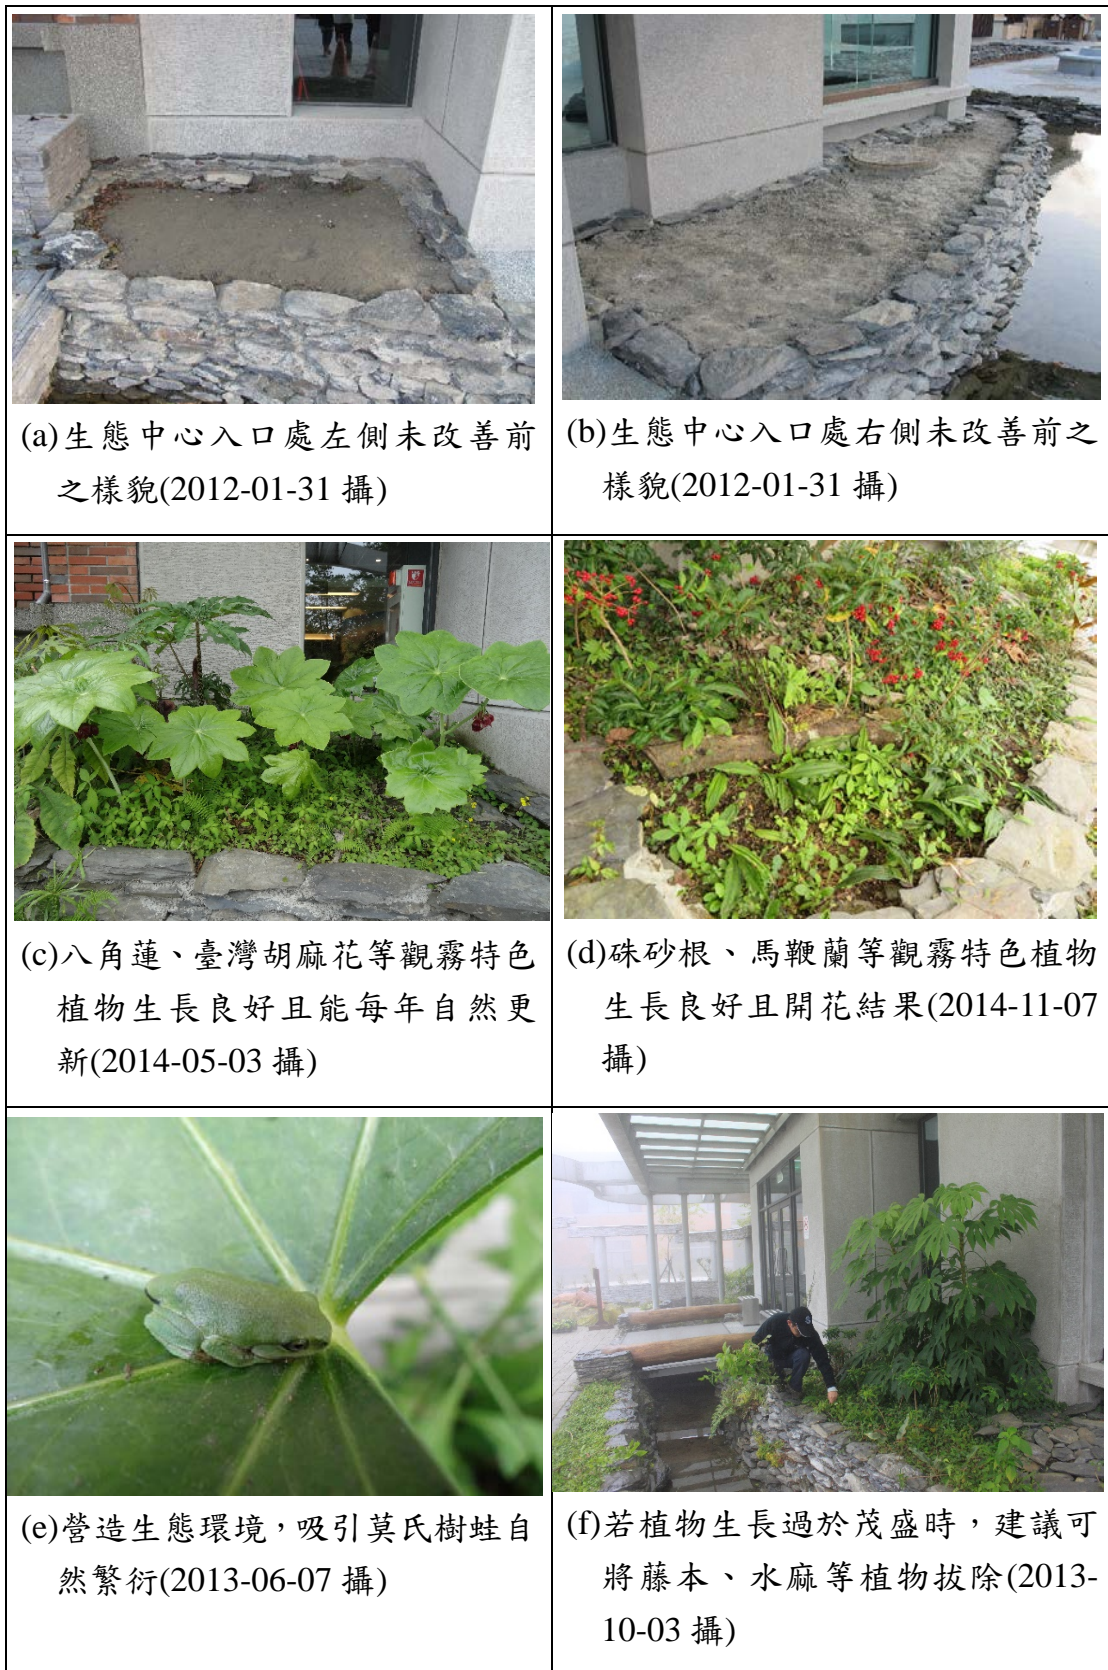 (a)生態中心入口處左側未改善前
之樣貌(2012-01-31 攝)
(b)生態中心入口處右側未改善前之
樣貌(2012-01-31 攝)
(c)八角蓮、臺灣胡麻花等觀霧特色
植物生長良好且能每年自然更
新(2014-05-03 攝)
(d)硃砂根、馬鞭蘭等觀霧特色植物
生長良好且開花結果(2014-11-07
攝)
(e)營造生態環境，吸引莫氏樹蛙自
然繁衍(2013-06-07 攝)
(f)若植物生長過於茂盛時，建議可
將藤本、水麻等植物拔除(2013-
10-03 攝)